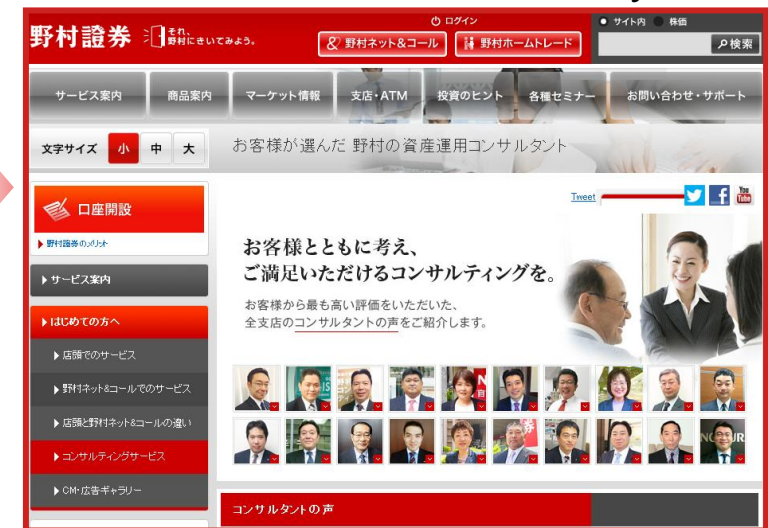 野村證券
それ、
野村にきいてみよう。
ログイン
野村ネット&コール
野村ホームトレード
サイト内 株価
検索
サービス案内
商品案内
マーケット情報
支店・ATM
投資のヒント
各種セミナー
お問い合わせ・サポート
文字サイズ 小 中 大
お客様が選んだ 野村の資産運用コンサルタント
口座開設
野村證券のメリット
サービス案内
はじめての方へ
店頭でのサービス
野村ネット&コールでのサービス
店頭と野村ネット&コールの違い
コンサルティングサービス
CM・広告ギャラリー
Tweet
You
Tube
お客様とともに考え、
ご満足いただけるコンサルティングを。
お客様から最も高い評価をいただいた、
全支店のコンサルタントの声をご紹介します。
コンサルタントの声